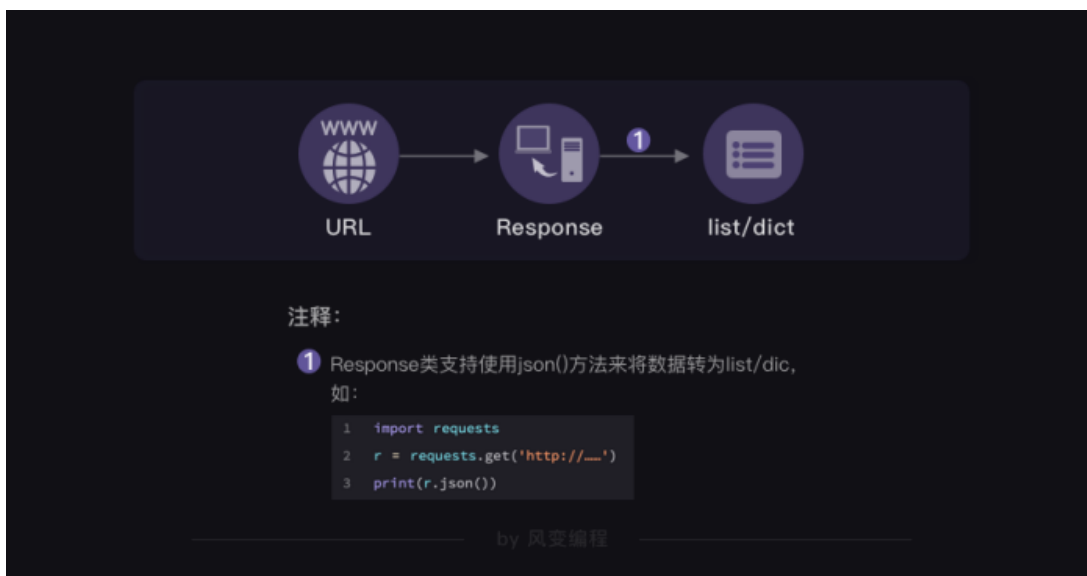 WWW
1
URL
Response
list/dict
注释：
1 Response类支持使用json()方法来将数据转为list/dic，
如：
1 import requests
2 r = requests.get('http://……')
3 print(r.json())
by 风变编程